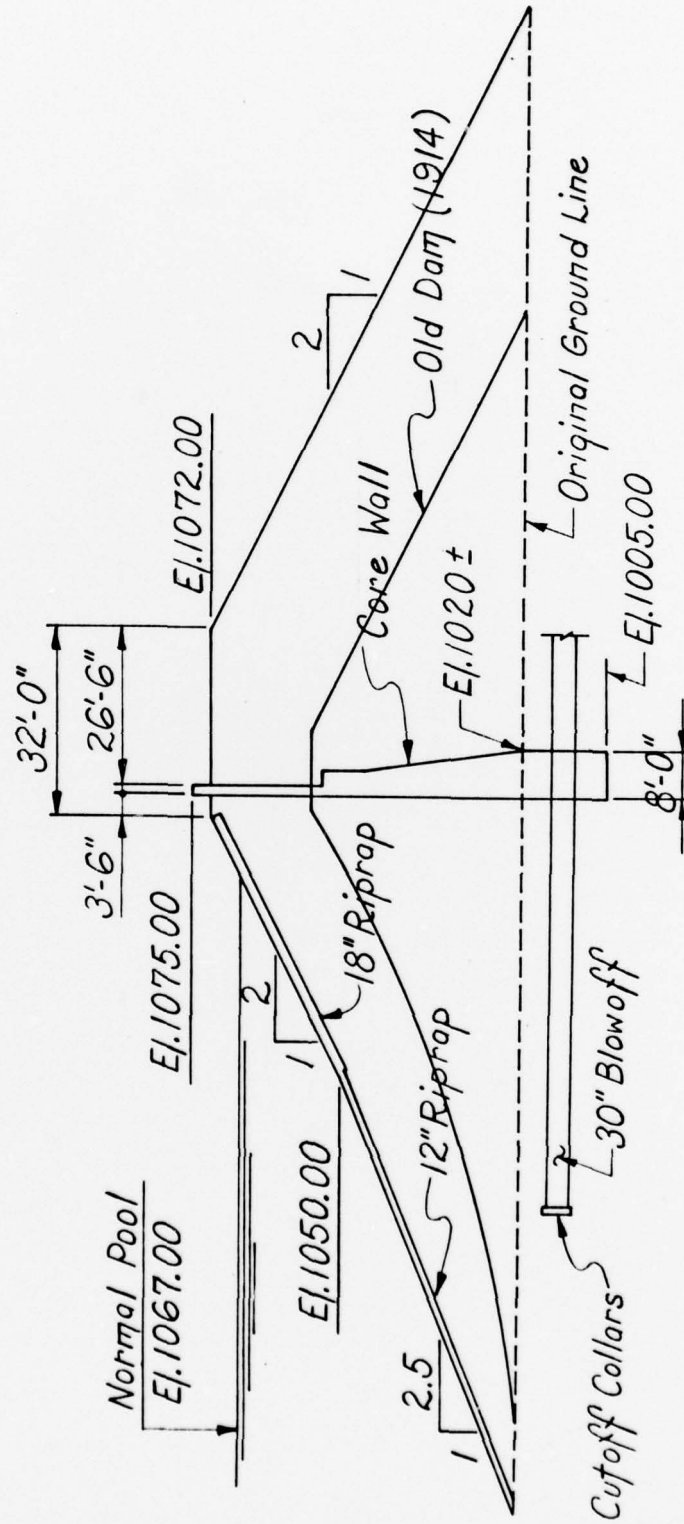 Normal Pool
El.1067.00
El.1075.00
3'-6"
32'-0"
26'-6"
El.1072.00
2
1
18" Riprap
2
1
El.1050.00
12" Riprap
2.5
1
Core Wall
Old Dam (1914)
El.1020 ±
Original Ground Line
El.1005.00
8'-0"
30" Blowoff
Cutoff Collars